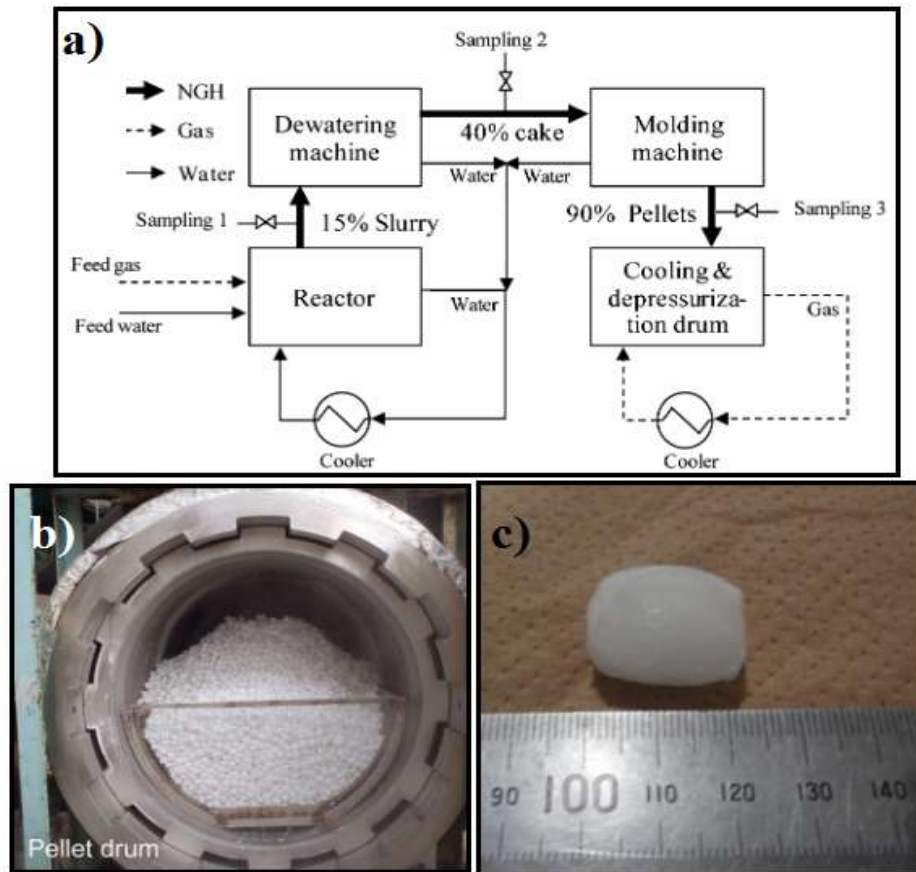 a)
Sampling 2
NGH
Gas
Water
Dewatering
machine
40% cake
Molding
machine
Water
Water
Sampling 1
15% Slurry
90% Pellets
Sampling 3
Feed gas
Feed water
Reactor
Water
Cooling &
depressuriza-
tion drum
Gas
Cooler
Cooler
b)
Pellet drum
c)
90 100 110 120 130 140